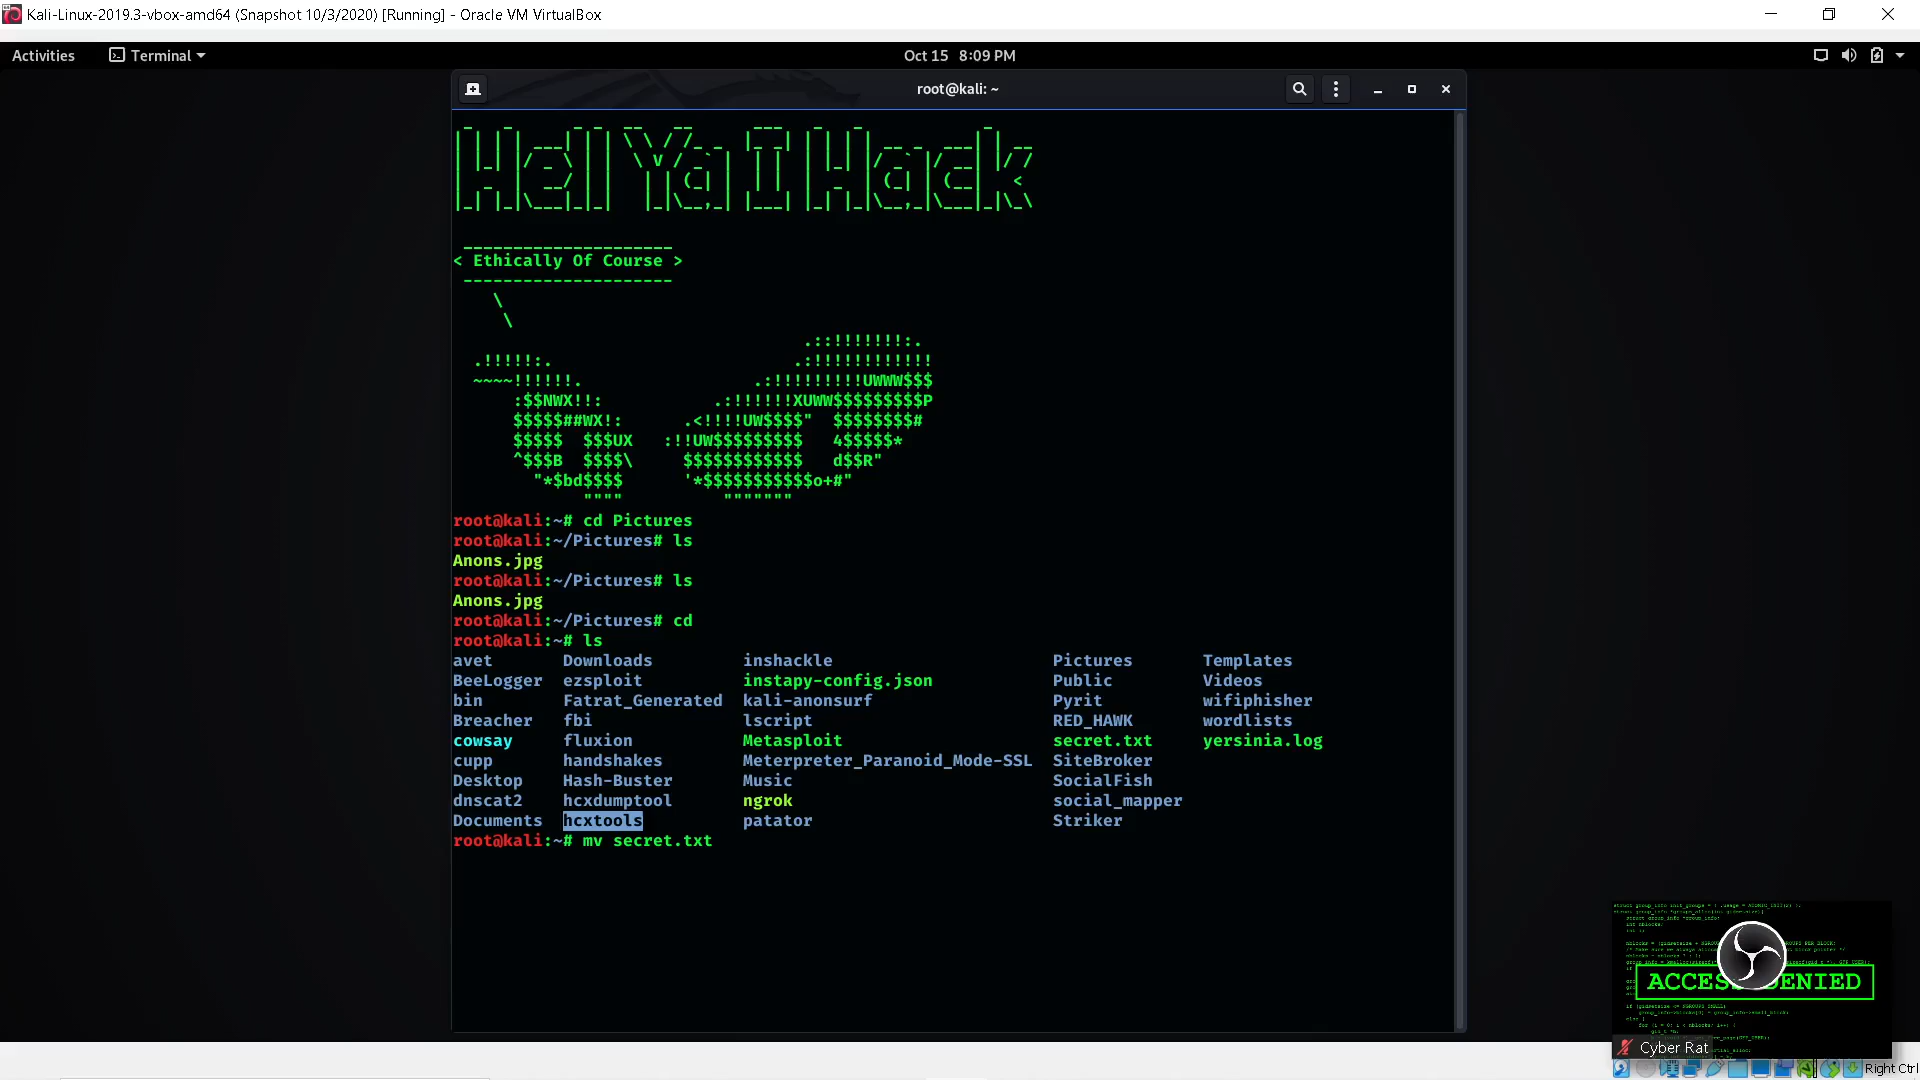 Kali-Linux-2019.3-vbox-amd64 (Snapshot 10/3/2020) [Running] - Oracle VM VirtualBox
Activities Terminal Oct 15 8:09 PM
root@kali: ~
Hell Ya I Hack
< Ethically Of Course >
root@kali:~# cd Pictures
root@kali:~/Pictures# ls
Anons.jpg
root@kali:~/Pictures# ls
Anons.jpg
root@kali:~/Pictures# cd
root@kali:~# ls
avet Downloads inshackle Pictures Templates
BeeLogger ezsploit instapy-config.json Public Videos
bin Fatrat_Generated kali-anonsurf Pyrit wifiphisher
Breacher fbi lscript RED_HAWK wordlists
cowsay fluxion Metasploit secret.txt yersinia.log
cupp handshakes Meterpreter_Paranoid_Mode-SSL SiteBroker
Desktop Hash-Buster Music SocialFish
dnscat2 hcxdumptool ngrok social_mapper
Documents hcxtools patator Striker
root@kali:~# mv secret.txt
Cyber Rat
Right Ctrl